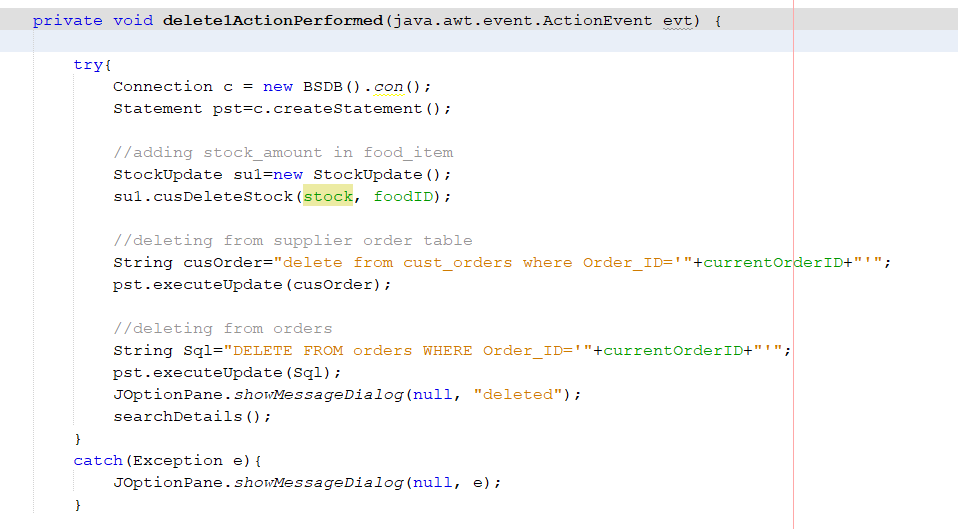 private void delete1ActionPerformed(java.awt.event.ActionEvent evt) {
try{
Connection c = new BSDB().con();
Statement pst=c.createStatement();
//adding stock_amount in food_item
StockUpdate su1=new StockUpdate();
su1.cusDeleteStock(stock, foodID);
//deleting from supplier order table
String cusOrder="delete from cust_orders where Order_ID='"+currentOrderID+"'";
pst.executeUpdate(cusOrder);
//deleting from orders
String Sql="DELETE FROM orders WHERE Order_ID='"+currentOrderID+"'";
pst.executeUpdate(Sql);
JOptionPane.showMessageDialog(null, "deleted");
searchDetails();
}
catch(Exception e){
JOptionPane.showMessageDialog(null, e);
}